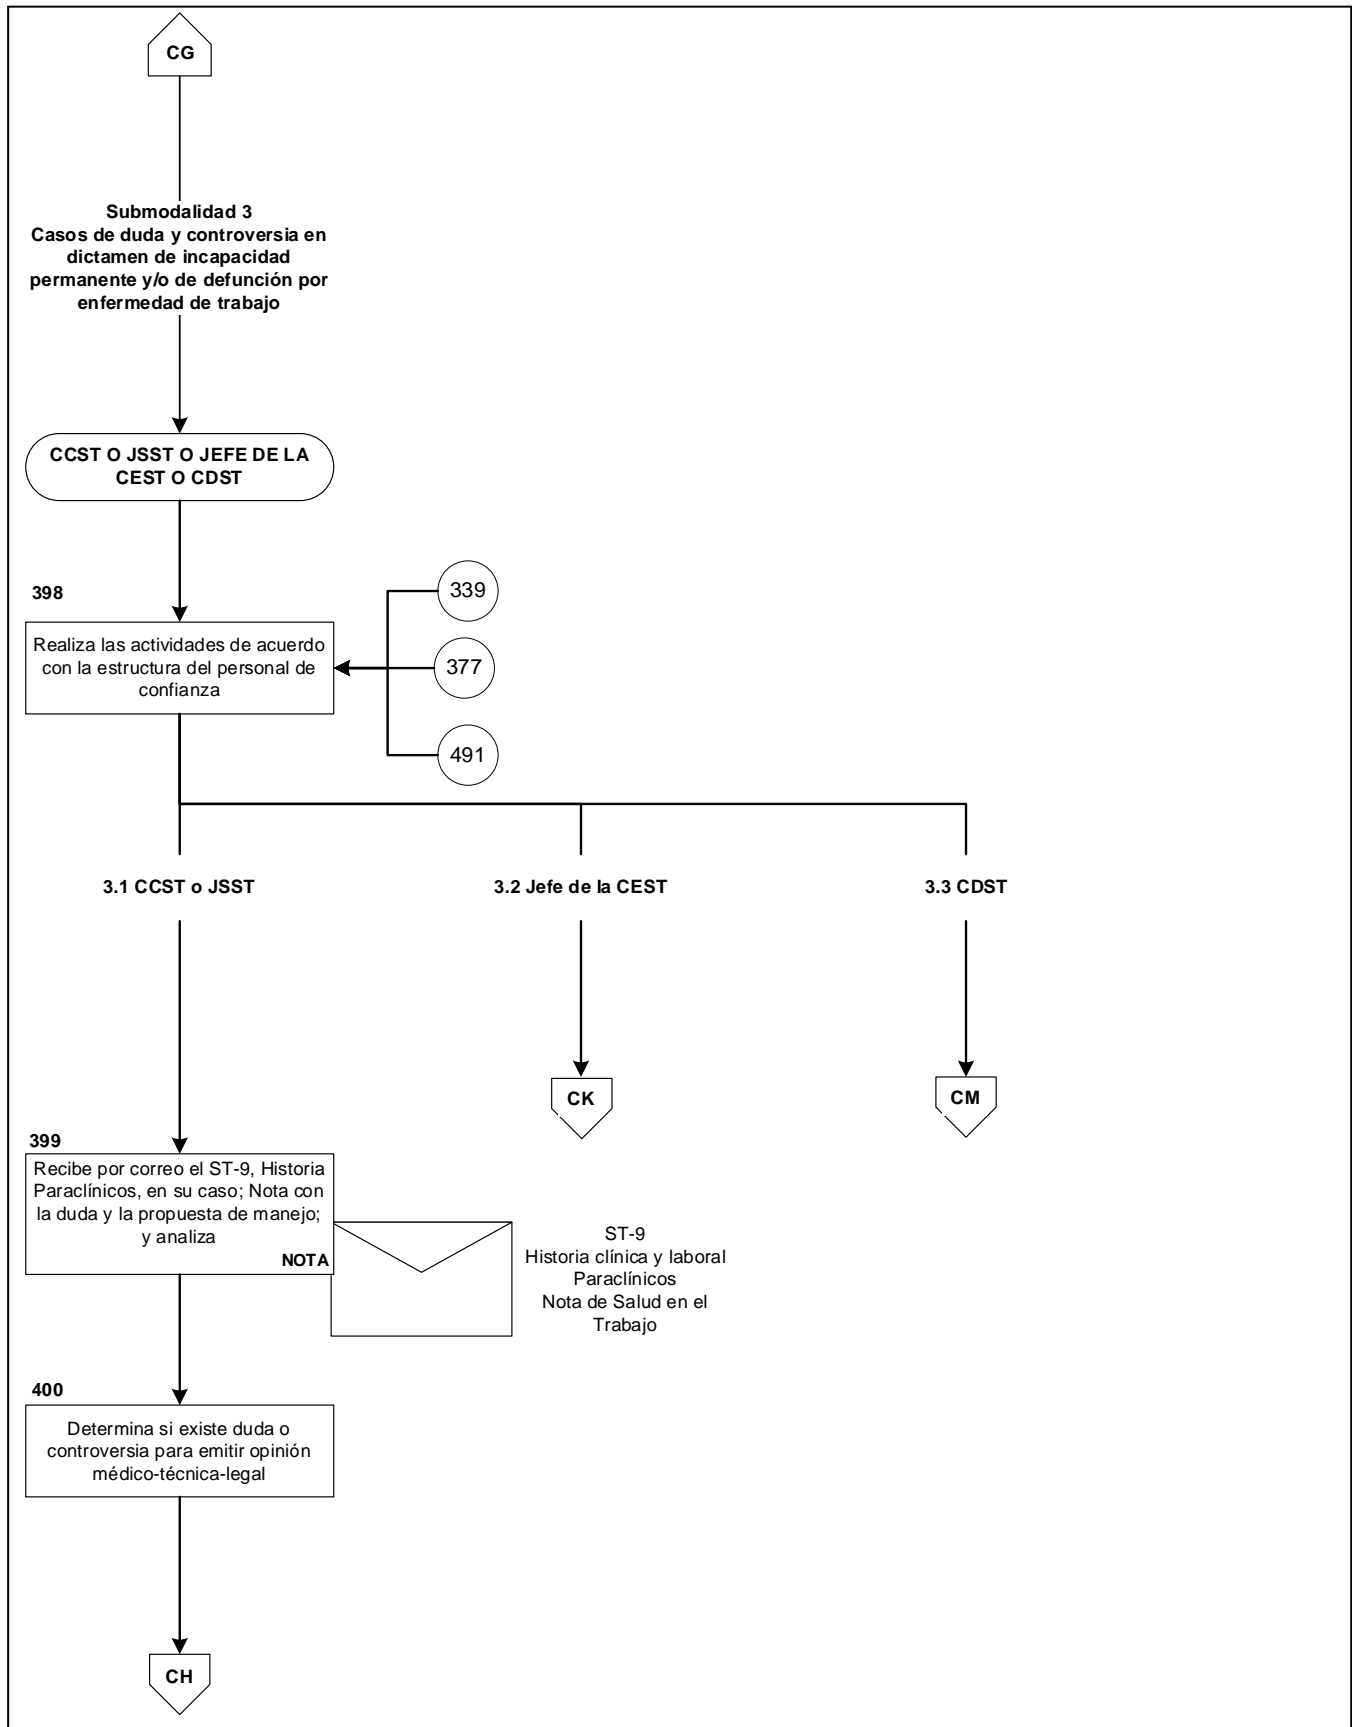 CG
Submodalidad 3
Casos de duda y controversia en
dictamen de incapacidad
permanente y/o de defunción por
enfermedad de trabajo
CCST O JSST O JEFE DE LA
CEST O CDST
398
Realiza las actividades de acuerdo
con la estructura del personal de
confianza
339
377
491
3.1 CCST o JSST
3.2 Jefe de la CEST
3.3 CDST
CK
CM
399
Recibe por correo el ST-9, Historia
Paraclínicos, en su caso; Nota con
la duda y la propuesta de manejo;
y analiza
NOTA
ST-9
Historia clínica y laboral
Paraclínicos
Nota de Salud en el
Trabajo
400
Determina si existe duda o
controversia para emitir opinión
médico-técnica-legal
CH